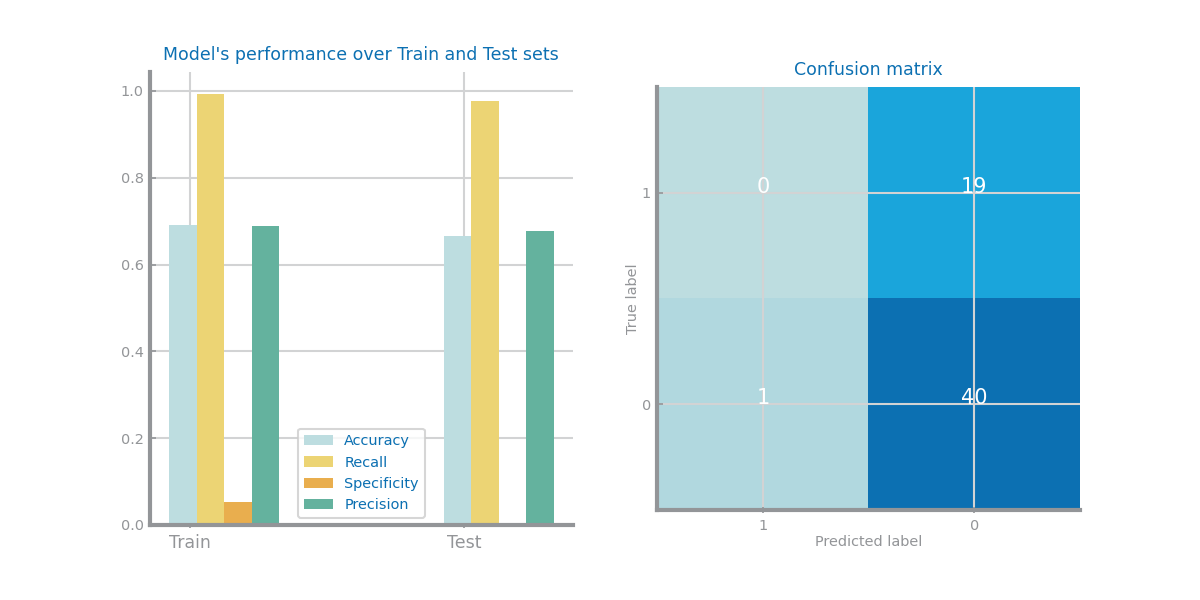 Model's performance over Train and Test sets
1.0
0.8
0.6
0.4
0.2
0.0
Train
Test
Accuracy
Recall
Specificity
Precision
Confusion matrix
True label
1
0
0
19
1
40
1
0
Predicted label